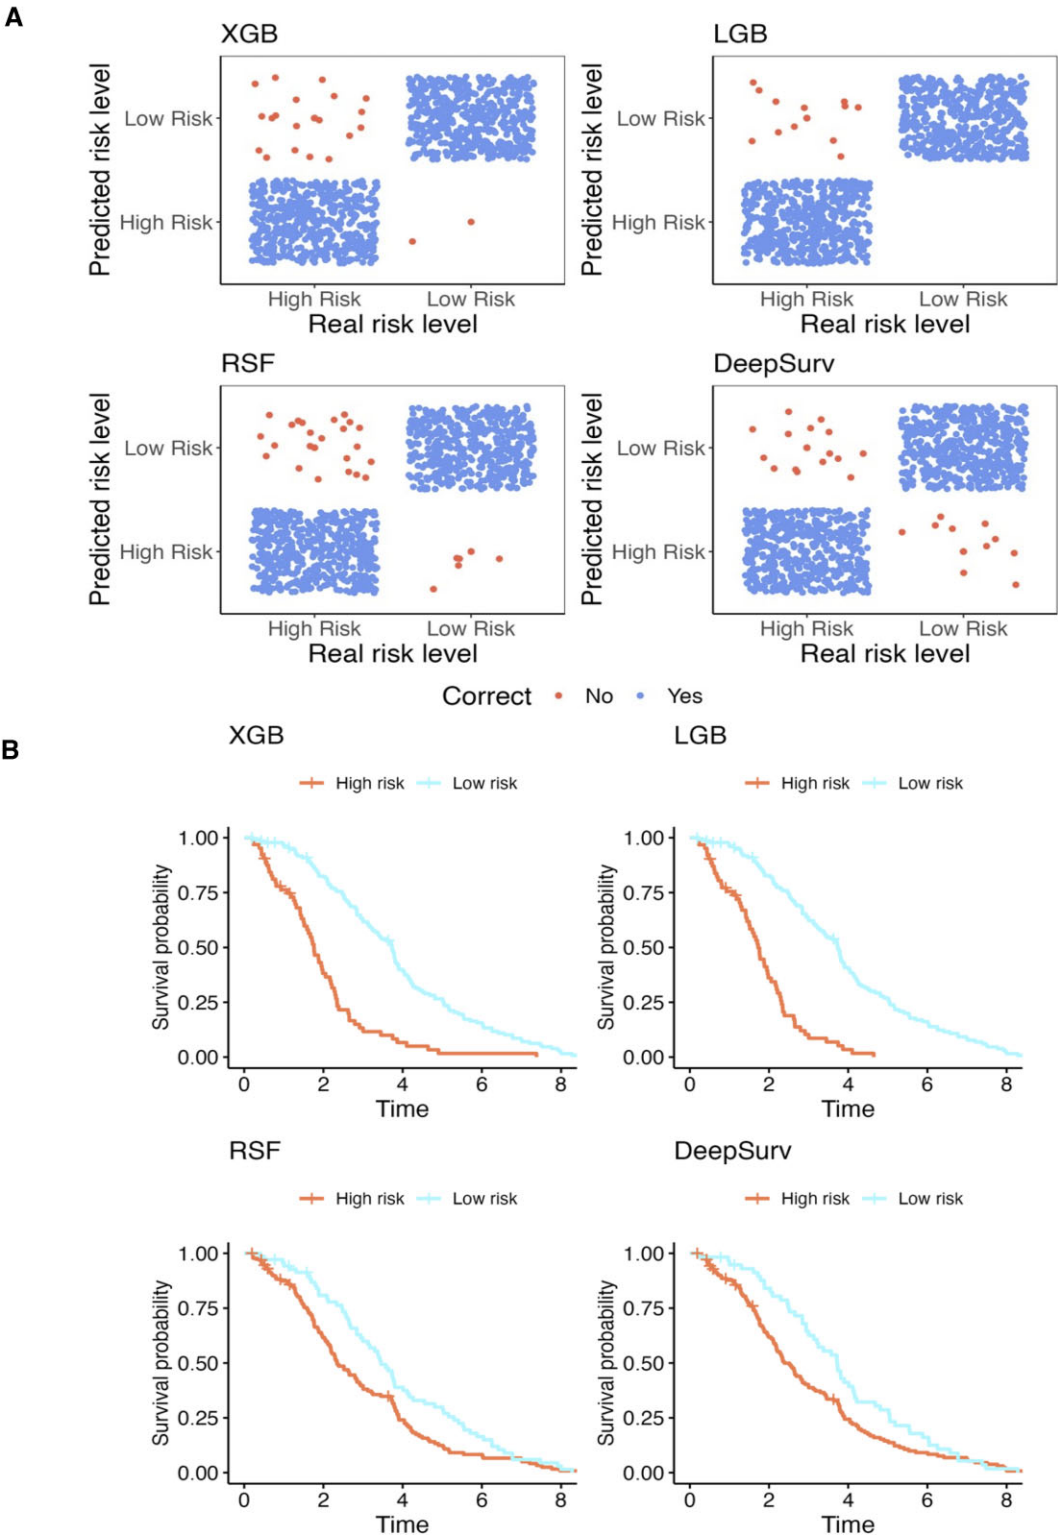 A
XGB
LGB
Predicted risk level
Low Risk
High Risk
High Risk
Low Risk
Real risk level
Predicted risk level
Low Risk
High Risk
High Risk
Low Risk
Real risk level
RSF
DeepSurv
Predicted risk level
Low Risk
High Risk
High Risk
Low Risk
Real risk level
Predicted risk level
Low Risk
High Risk
High Risk
Low Risk
Real risk level
Correct No Yes
B
XGB
LGB
High risk Low risk
High risk Low risk
Survival probability
1.00
0.75
0.50
0.25
0.00
0 2 4 6 8
Time
Survival probability
1.00
0.75
0.50
0.25
0.00
0 2 4 6 8
Time
RSF
DeepSurv
High risk Low risk
High risk Low risk
Survival probability
1.00
0.75
0.50
0.25
0.00
0 2 4 6 8
Time
Survival probability
1.00
0.75
0.50
0.25
0.00
0 2 4 6 8
Time